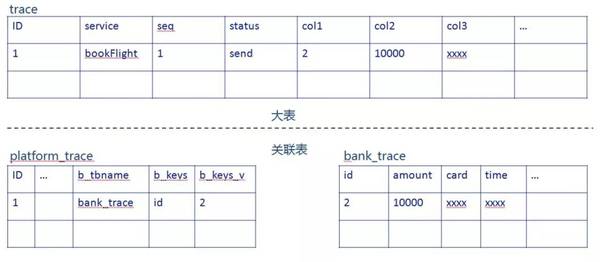 trace
ID service seq status col1 col2 col3 ...
1 bookFlight 1 send 2 10000 xxxx
大表
关联表
platform_trace
ID ... b_tbname b_keys b_keys_v
1 bank_trace id 2
bank_trace
id amount card time ...
2 10000 xxxx xxxx